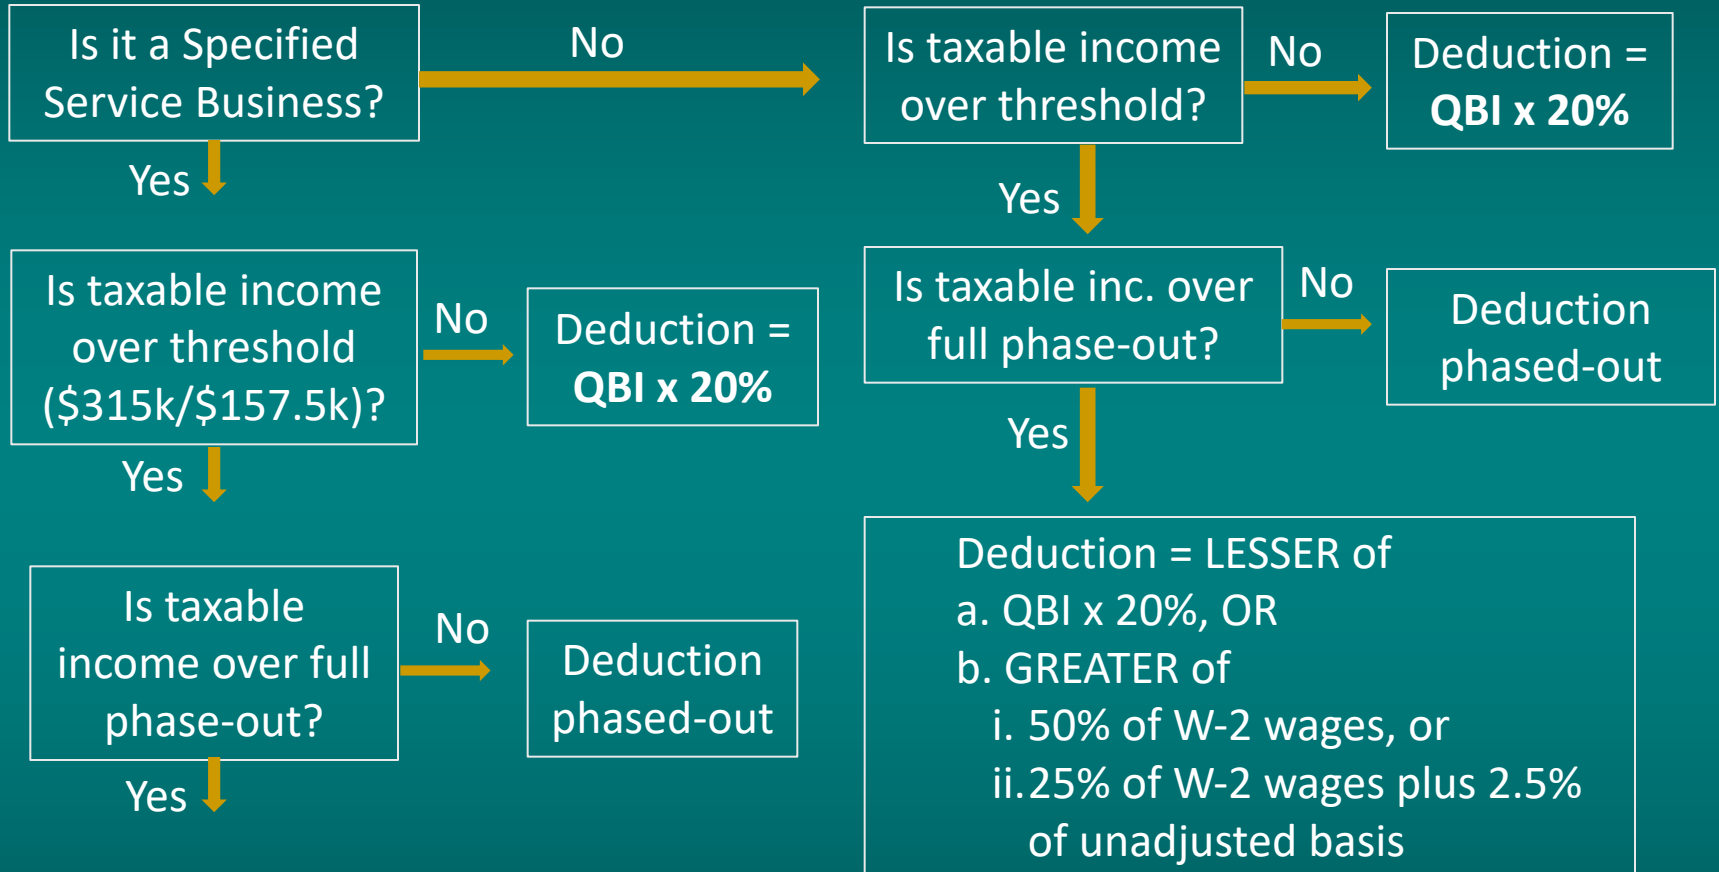 Is it a Specified
Service Business?
No
Is taxable income
over threshold?
No
Deduction =
QBI x 20%
Yes
Yes
Is taxable income
over threshold
($315k/$157.5k)?
No
Deduction =
QBI x 20%
Is taxable inc. over
full phase-out?
No
Deduction
phased-out
Yes
Yes
Is taxable
income over full
phase-out?
No
Deduction
phased-out
Yes
Deduction = LESSER of
a. QBI x 20%, OR
b. GREATER of
i. 50% of W-2 wages, or
ii. 25% of W-2 wages plus 2.5%
of unadjusted basis